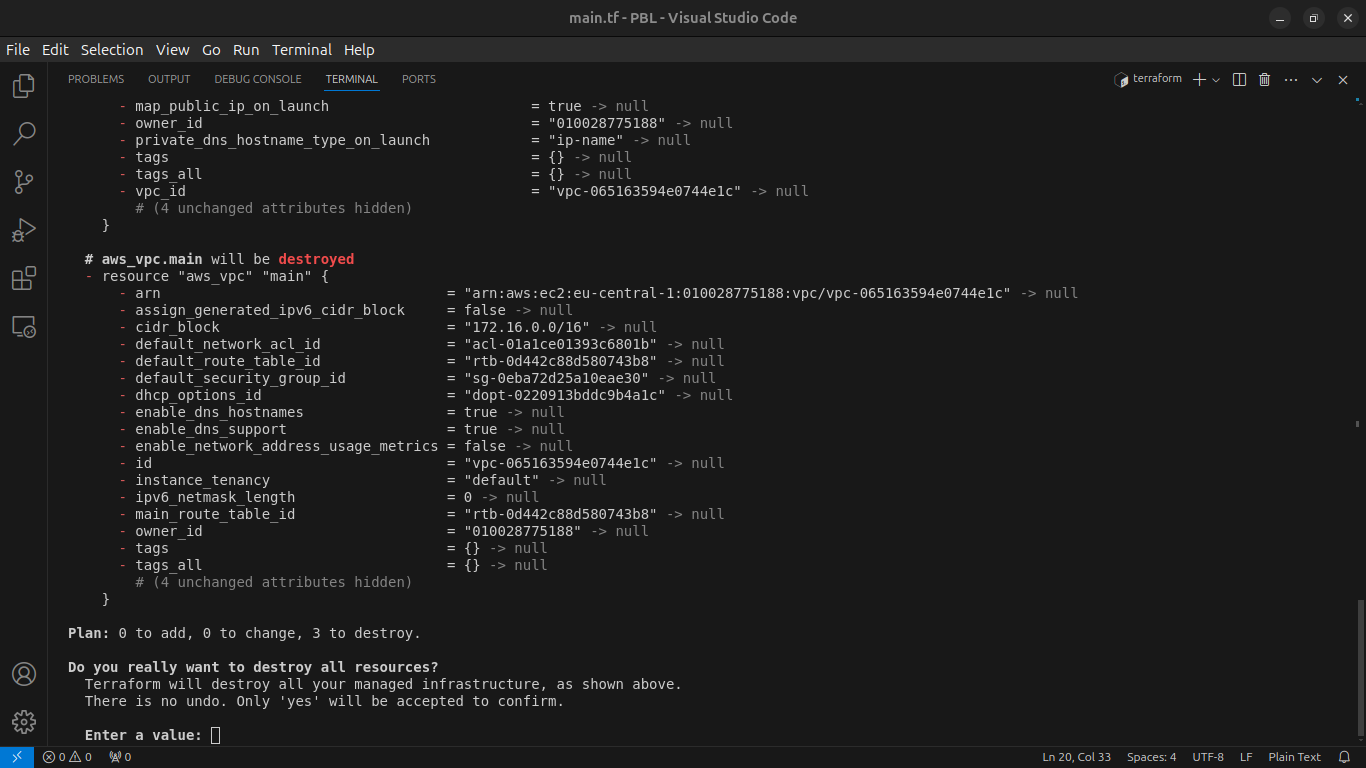 main.tf - PBL - Visual Studio Code
File Edit Selection View Go Run Terminal Help
PROBLEMS OUTPUT DEBUG CONSOLE TERMINAL PORTS terraform
- map_public_ip_on_launch = true -> null
- owner_id = "010028775188" -> null
- private_dns_hostname_type_on_launch = "ip-name" -> null
- tags = {} -> null
- tags_all = {} -> null
- vpc_id = "vpc-065163594e0744e1c" -> null
# (4 unchanged attributes hidden)
}
# aws_vpc.main will be destroyed
- resource "aws_vpc" "main" {
- arn = "arn:aws:ec2:eu-central-1:010028775188:vpc/vpc-065163594e0744e1c" -> null
- assign_generated_ipv6_cidr_block = false -> null
- cidr_block = "172.16.0.0/16" -> null
- default_network_acl_id = "acl-01a1ce01393c6801b" -> null
- default_route_table_id = "rtb-0d442c88d580743b8" -> null
- default_security_group_id = "sg-0eba72d25a10eae30" -> null
- dhcp_options_id = "dopt-0220913bddc9b4a1c" -> null
- enable_dns_hostnames = true -> null
- enable_dns_support = true -> null
- enable_network_address_usage_metrics = false -> null
- id = "vpc-065163594e0744e1c" -> null
- instance_tenancy = "default" -> null
- ipv6_netmask_length = 0 -> null
- main_route_table_id = "rtb-0d442c88d580743b8" -> null
- owner_id = "010028775188" -> null
- tags = {} -> null
- tags_all = {} -> null
# (4 unchanged attributes hidden)
}
Plan: 0 to add, 0 to change, 3 to destroy.
Do you really want to destroy all resources?
Terraform will destroy all your managed infrastructure, as shown above.
There is no undo. Only 'yes' will be accepted to confirm.
Enter a value:
0 0 0 Ln 20, Col 33 Spaces: 4 UTF-8 LF Plain Text